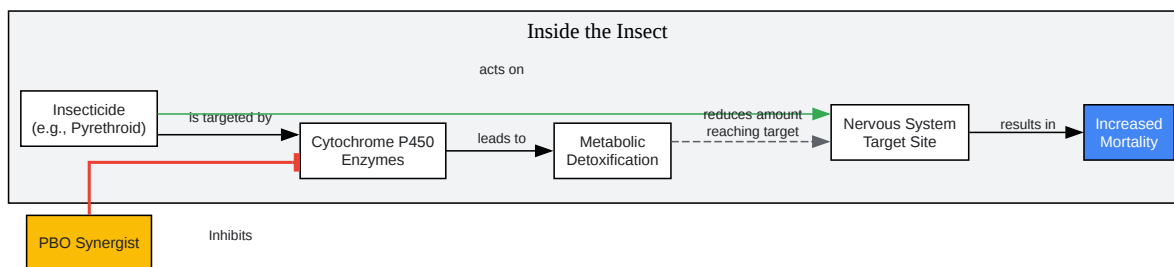 Inside the Insect
acts on
Insecticide
(e.g., Pyrethroid)
is targeted by
Cytochrome P450
Enzymes
leads to
Metabolic
Detoxification
reduces amount
reaching target
Nervous System
Target Site
results in
Increased
Mortality
PBO Synergist
Inhibits